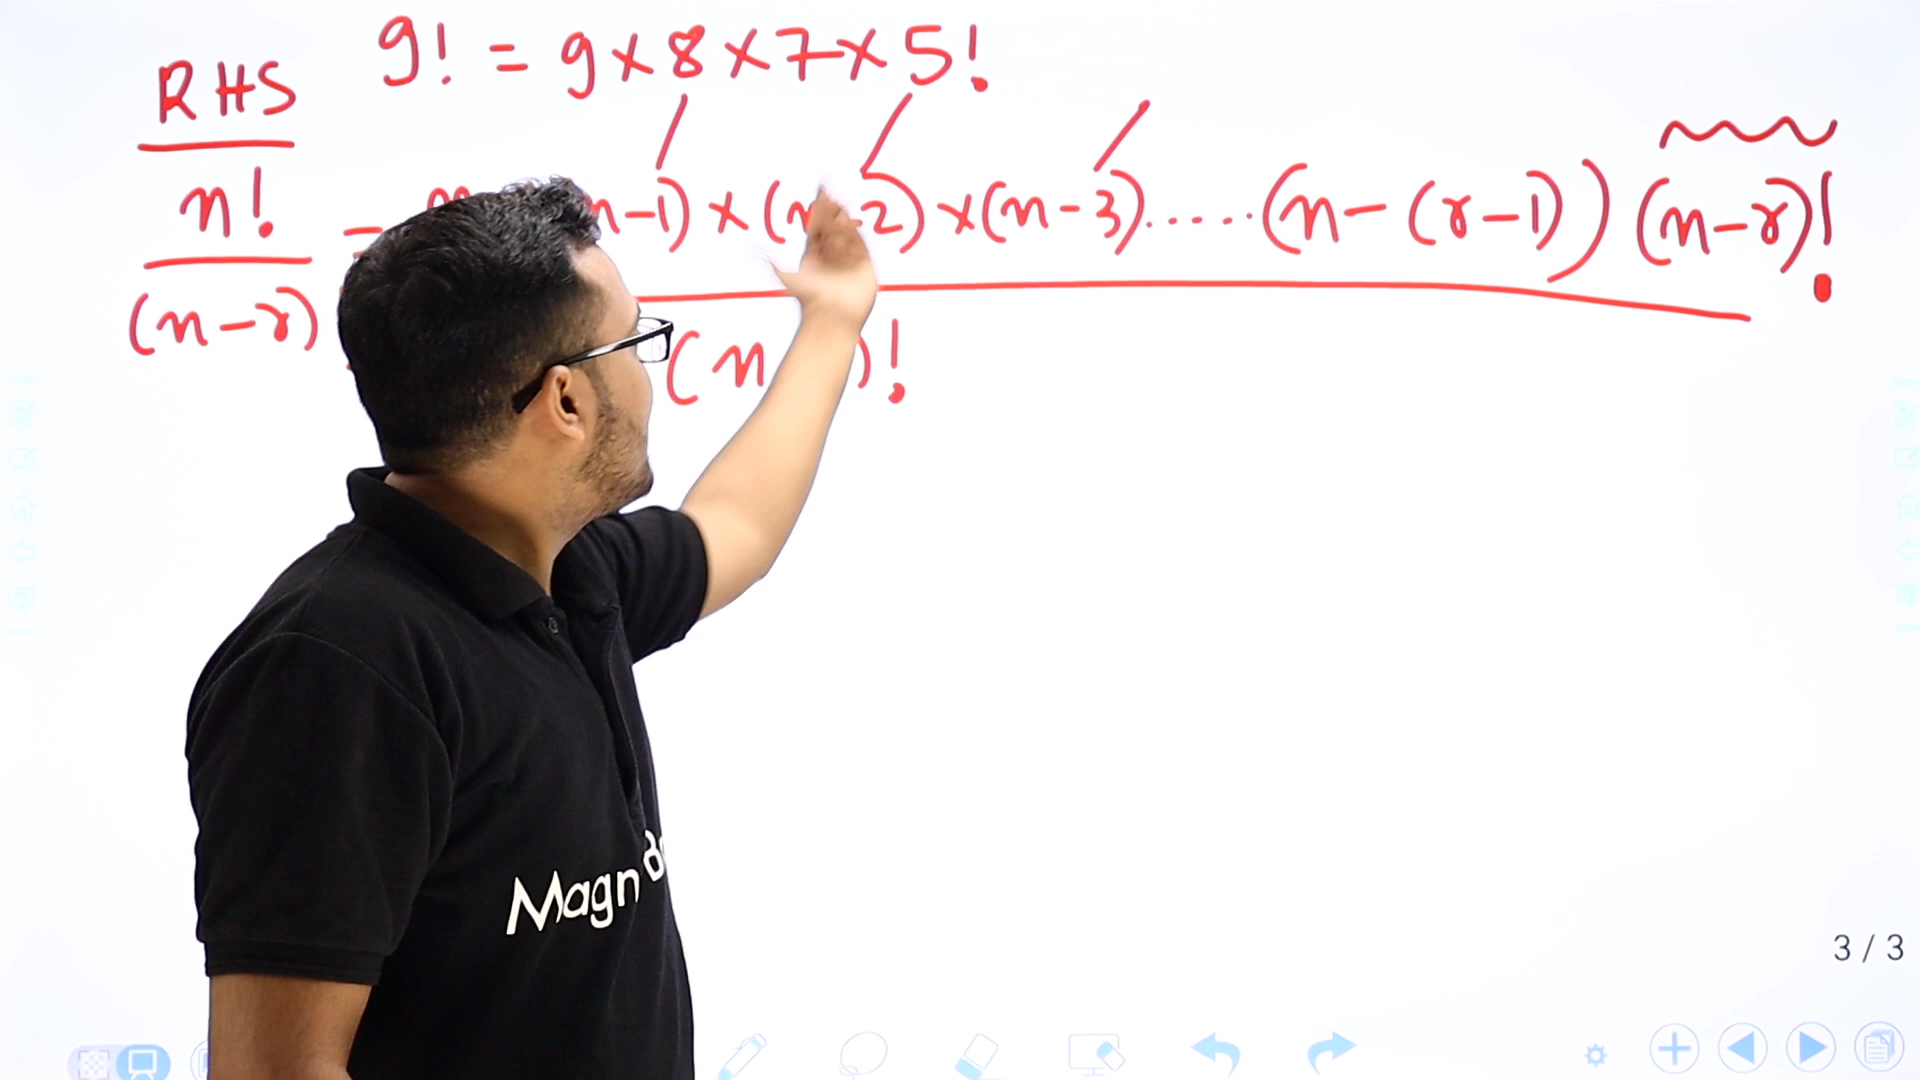 9! = 9 × 8 × 7 × 5!
RHS
n! = (n-1) × (n-2) × (n-3) ..... (n-(r-1)) (n-r)!
(n-r) (n )!
Magn
3 / 3